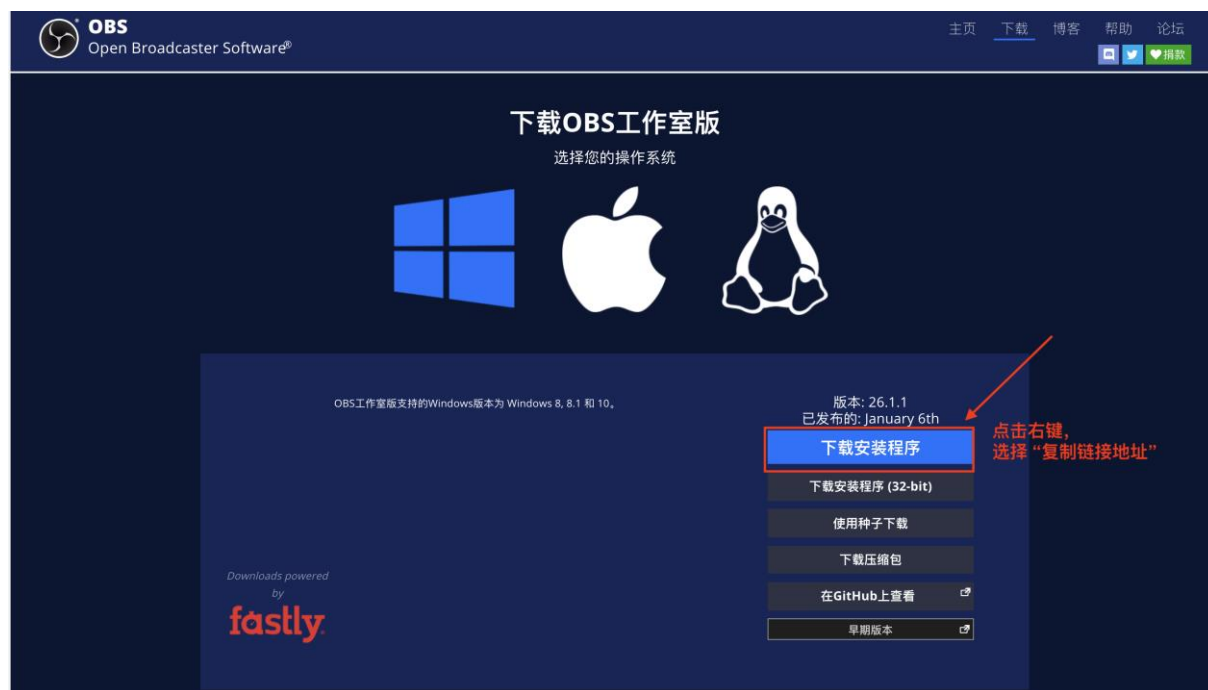 OBS
Open Broadcaster Software®
主页 下载 博客 帮助 论坛
捐款
下载OBS工作室版
选择您的操作系统
OBS工作室版支持的Windows版本为 Windows 8, 8.1 和 10。
版本: 26.1.1
已发布的: January 6th
下载安装程序
点击右键,
选择 “复制链接地址”
下载安装程序 (32-bit)
使用种子下载
下载压缩包
在GitHub上查看
早期版本
Downloads powered
by
fastly